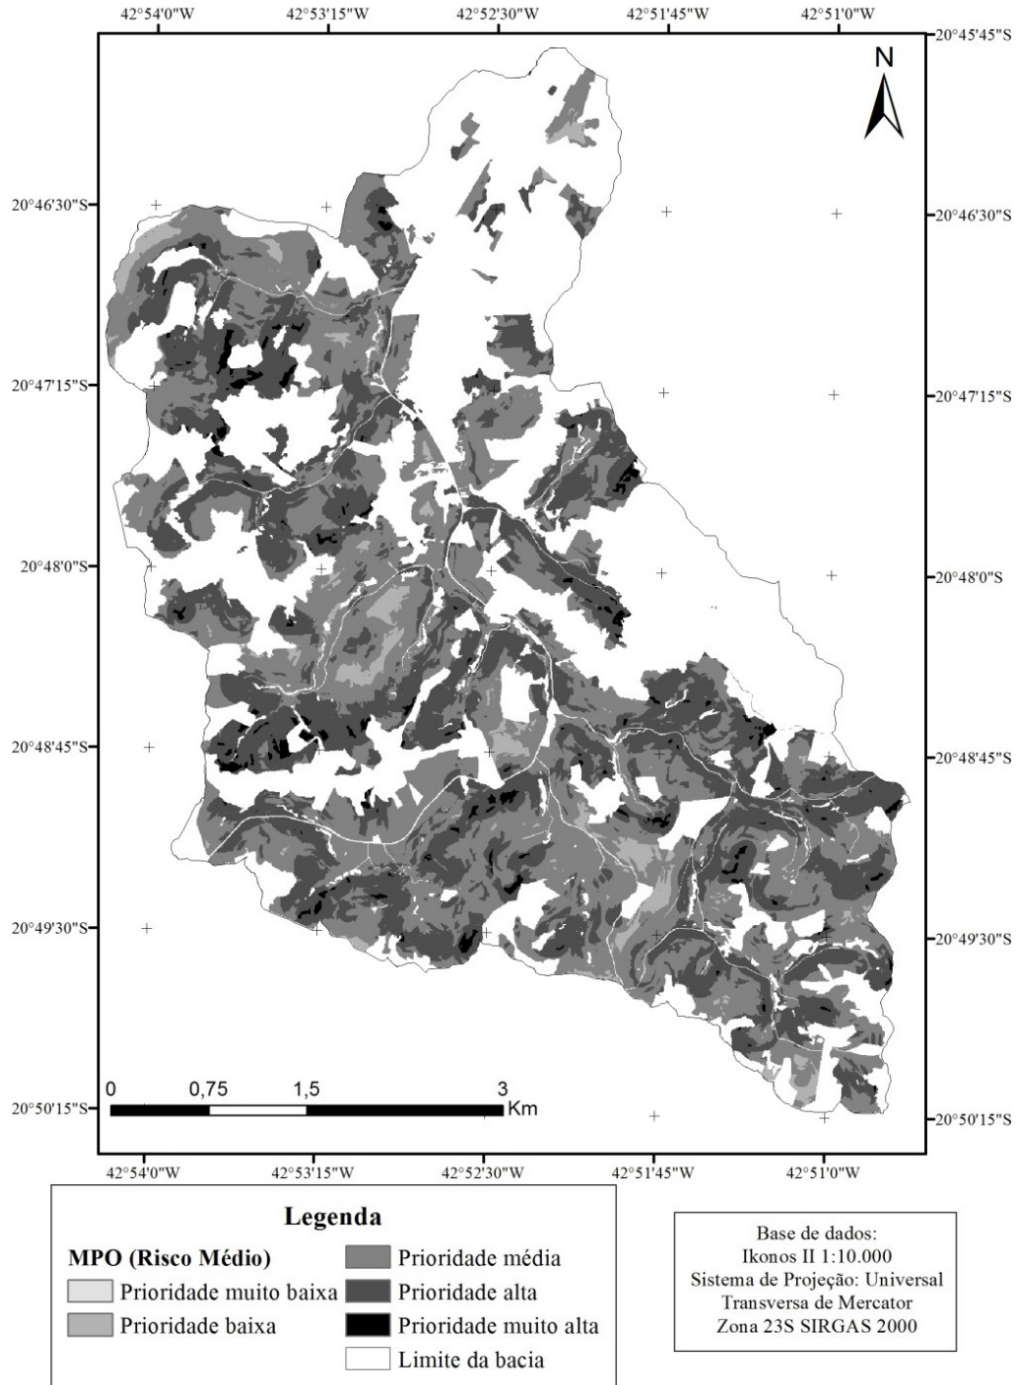 42°54'0"W 42°53'15"W 42°52'30"W 42°51'45"W 42°51'0"W
20°45'45"S
N
20°46'30"S 20°46'30"S
20°47'15"S 20°47'15"S
20°48'0"S 20°48'0"S
20°48'45"S 20°48'45"S
20°49'30"S 20°49'30"S
0 0,75 1,5 3
Km
20°50'15"S 20°50'15"S
42°54'0"W 42°53'15"W 42°52'30"W 42°51'45"W 42°51'0"W
Legenda
MPO (Risco Médio)
Prioridade muito baixa
Prioridade baixa
Prioridade média
Prioridade alta
Prioridade muito alta
Limite da bacia
Base de dados:
Ikonos II 1:10.000
Sistema de Projeção: Universal
Transversa de Mercator
Zona 23S SIRGAS 2000